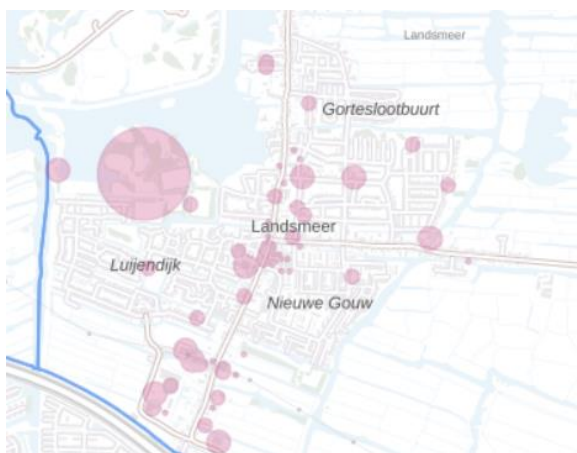 Landsmeer
Gorteslootbuurt
Landsmeer
Luijendijk
Nieuwe Gouw